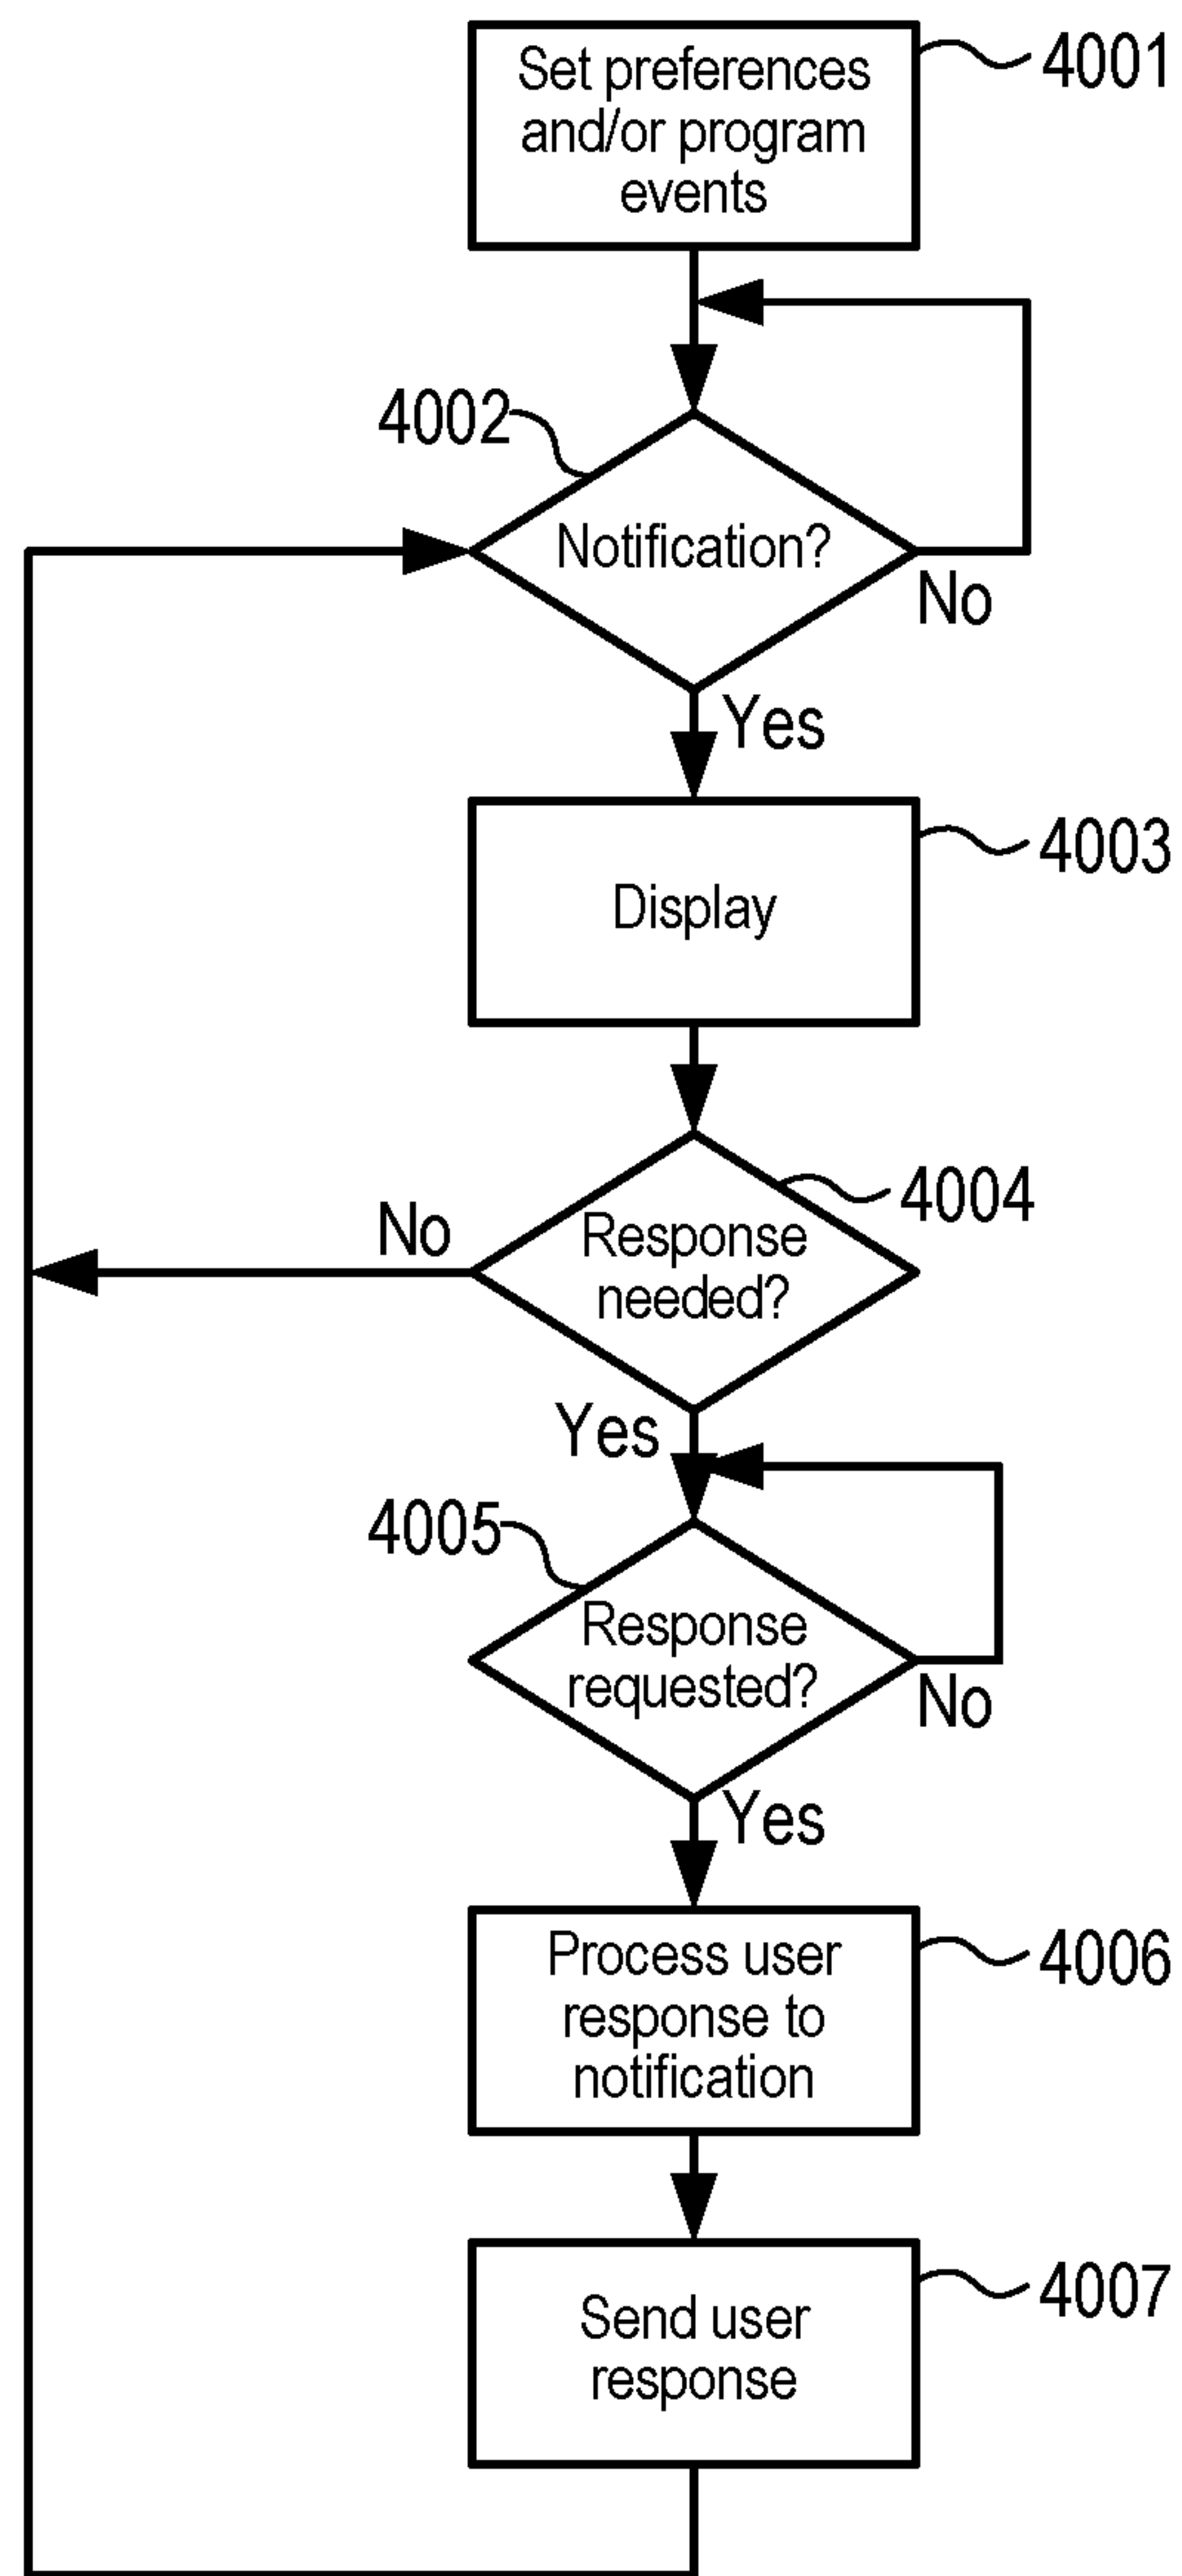 Set preferences
and/or program
events
4001
4002
Notification?
No
Yes
Display
4003
No
Response
needed?
4004
Yes
4005
Response
requested?
No
Yes
Process user
response to
notification
4006
Send user
response
4007